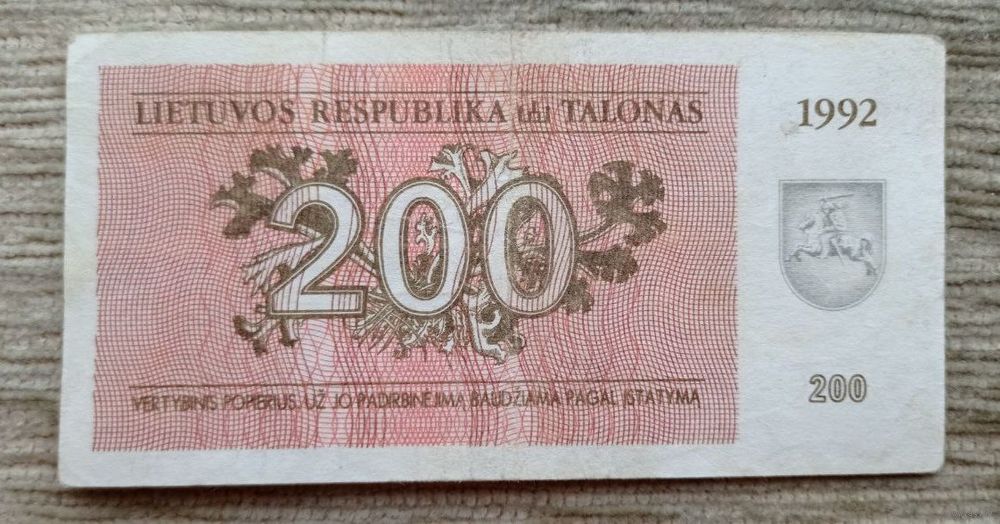 LIETUVOS RESPUBLIKA TALONAS
1992
200
200
VERTYBINIS POPIERIUS. UŽ JO PADIRBINĖJIMĄ BAUDŽIAMA PAGAL ĮSTATYMĄ